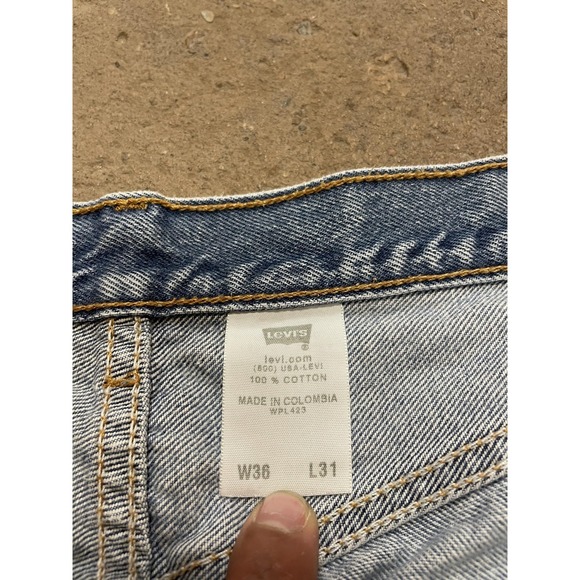 LEVI'S
®
levi.com
(800) USA-LEVI
100 % COTTON
MADE IN COLOMBIA
WPL423
W36 L31